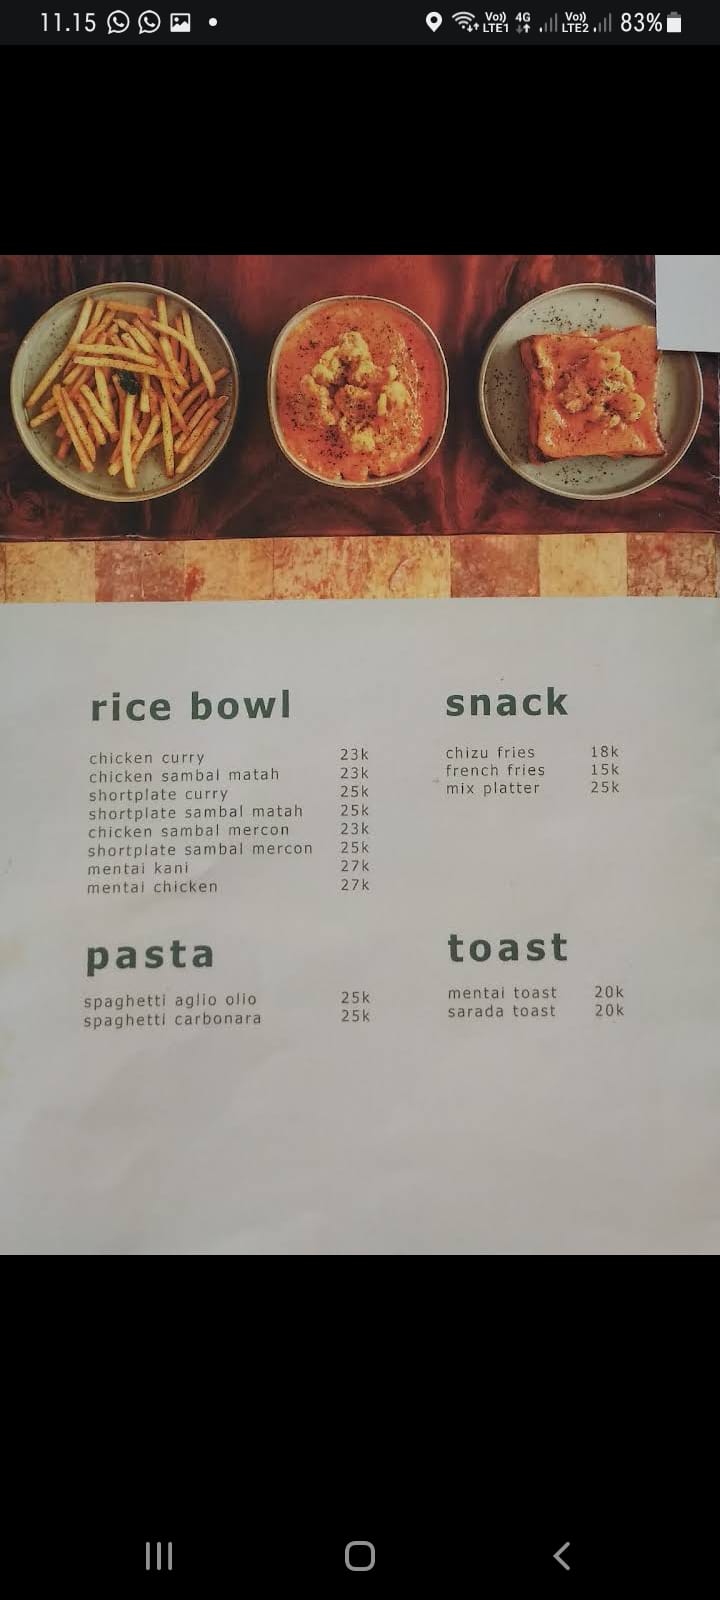 11.15
Vo) LTE1 4G Vo) LTE2 83%
rice bowl
chicken curry 23k
chicken sambal matah 23k
shortplate curry 25k
shortplate sambal matah 25k
chicken sambal mercon 23k
shortplate sambal mercon 25k
mentai kani 27k
mentai chicken 27k
snack
chizu fries 18k
french fries 15k
mix platter 25k
pasta
spaghetti aglio olio 25k
spaghetti carbonara 25k
toast
mentai toast 20k
sarada toast 20k